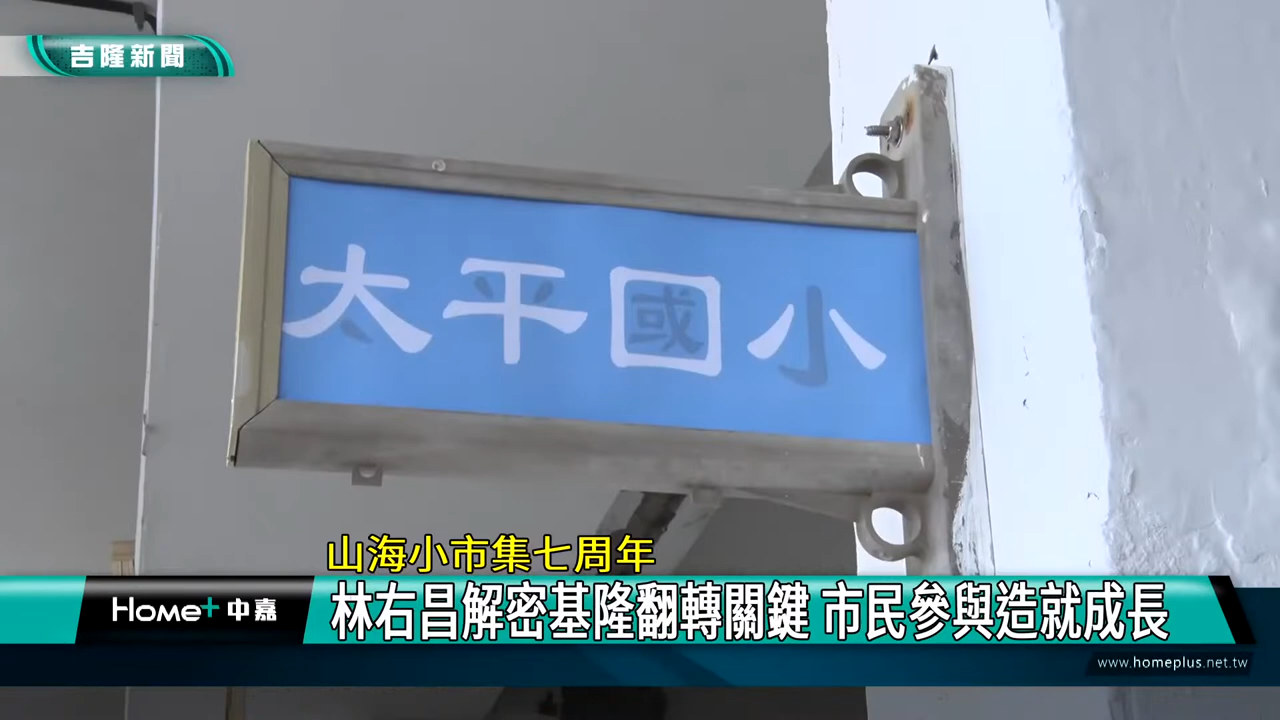 吉隆新聞
太平國小
山海小市集七周年
林右昌解密基隆翻轉關鍵 市民參與造就成長
Home+中嘉
www.homeplus.net.tw